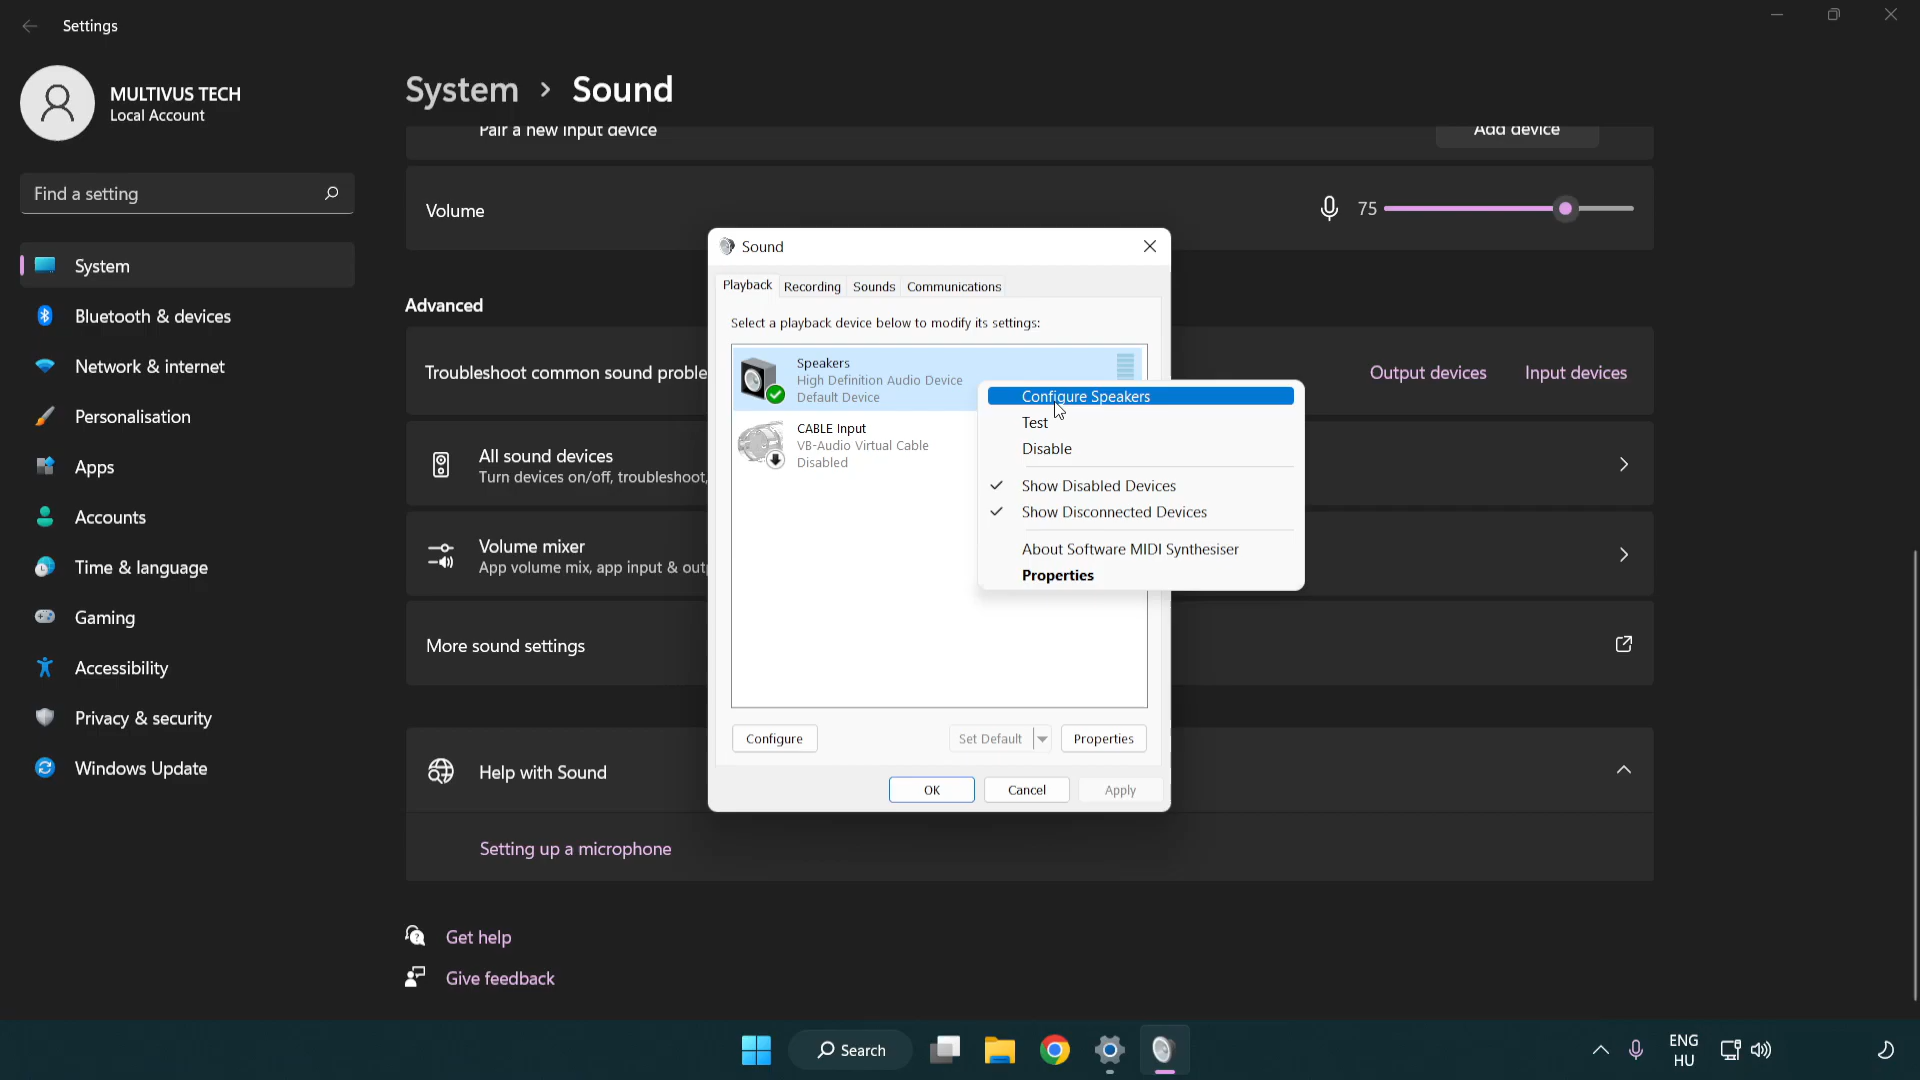 Settings
MULTIVUS TECH
Local Account
Find a setting
System
Bluetooth & devices
Network & internet
Personalisation
Apps
Accounts
Time & language
Gaming
Accessibility
Privacy & security
Windows Update
System › Sound
Pair a new input device
Add device
Volume
75
Advanced
Troubleshoot common sound proble
Output devices
Input devices
All sound devices
Turn devices on/off, troubleshoot,
Volume mixer
App volume mix, app input & outp
More sound settings
Help with Sound
Setting up a microphone
Get help
Give feedback
Sound
Playback Recording Sounds Communications
Select a playback device below to modify its settings:
Speakers
High Definition Audio Device
Default Device
CABLE Input
VB-Audio Virtual Cable
Disabled
Configure Speakers
Test
Disable
Show Disabled Devices
Show Disconnected Devices
About Software MIDI Synthesiser
Properties
Configure
Set Default
Properties
OK
Cancel
Apply
Search
ENG
HU